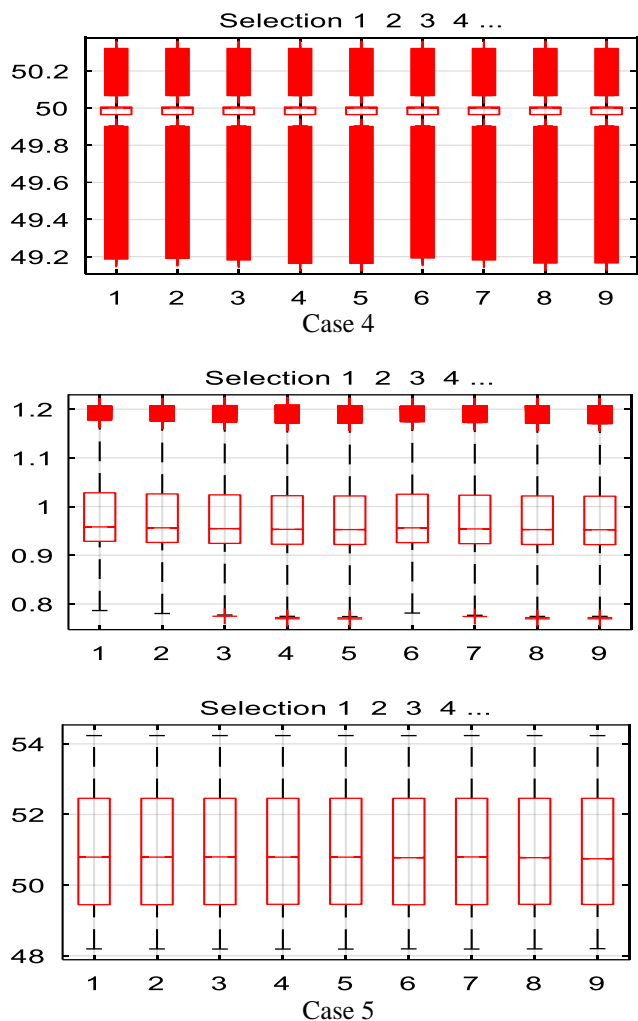 Selection 1 2 3 4 ...
50.2
50
49.8
49.6
49.4
49.2
1 2 3 4 5 6 7 8 9
Case 4
Selection 1 2 3 4 ...
1.2
1.1
1
0.9
0.8
1 2 3 4 5 6 7 8 9
Selection 1 2 3 4 ...
54
52
50
48
1 2 3 4 5 6 7 8 9
Case 5